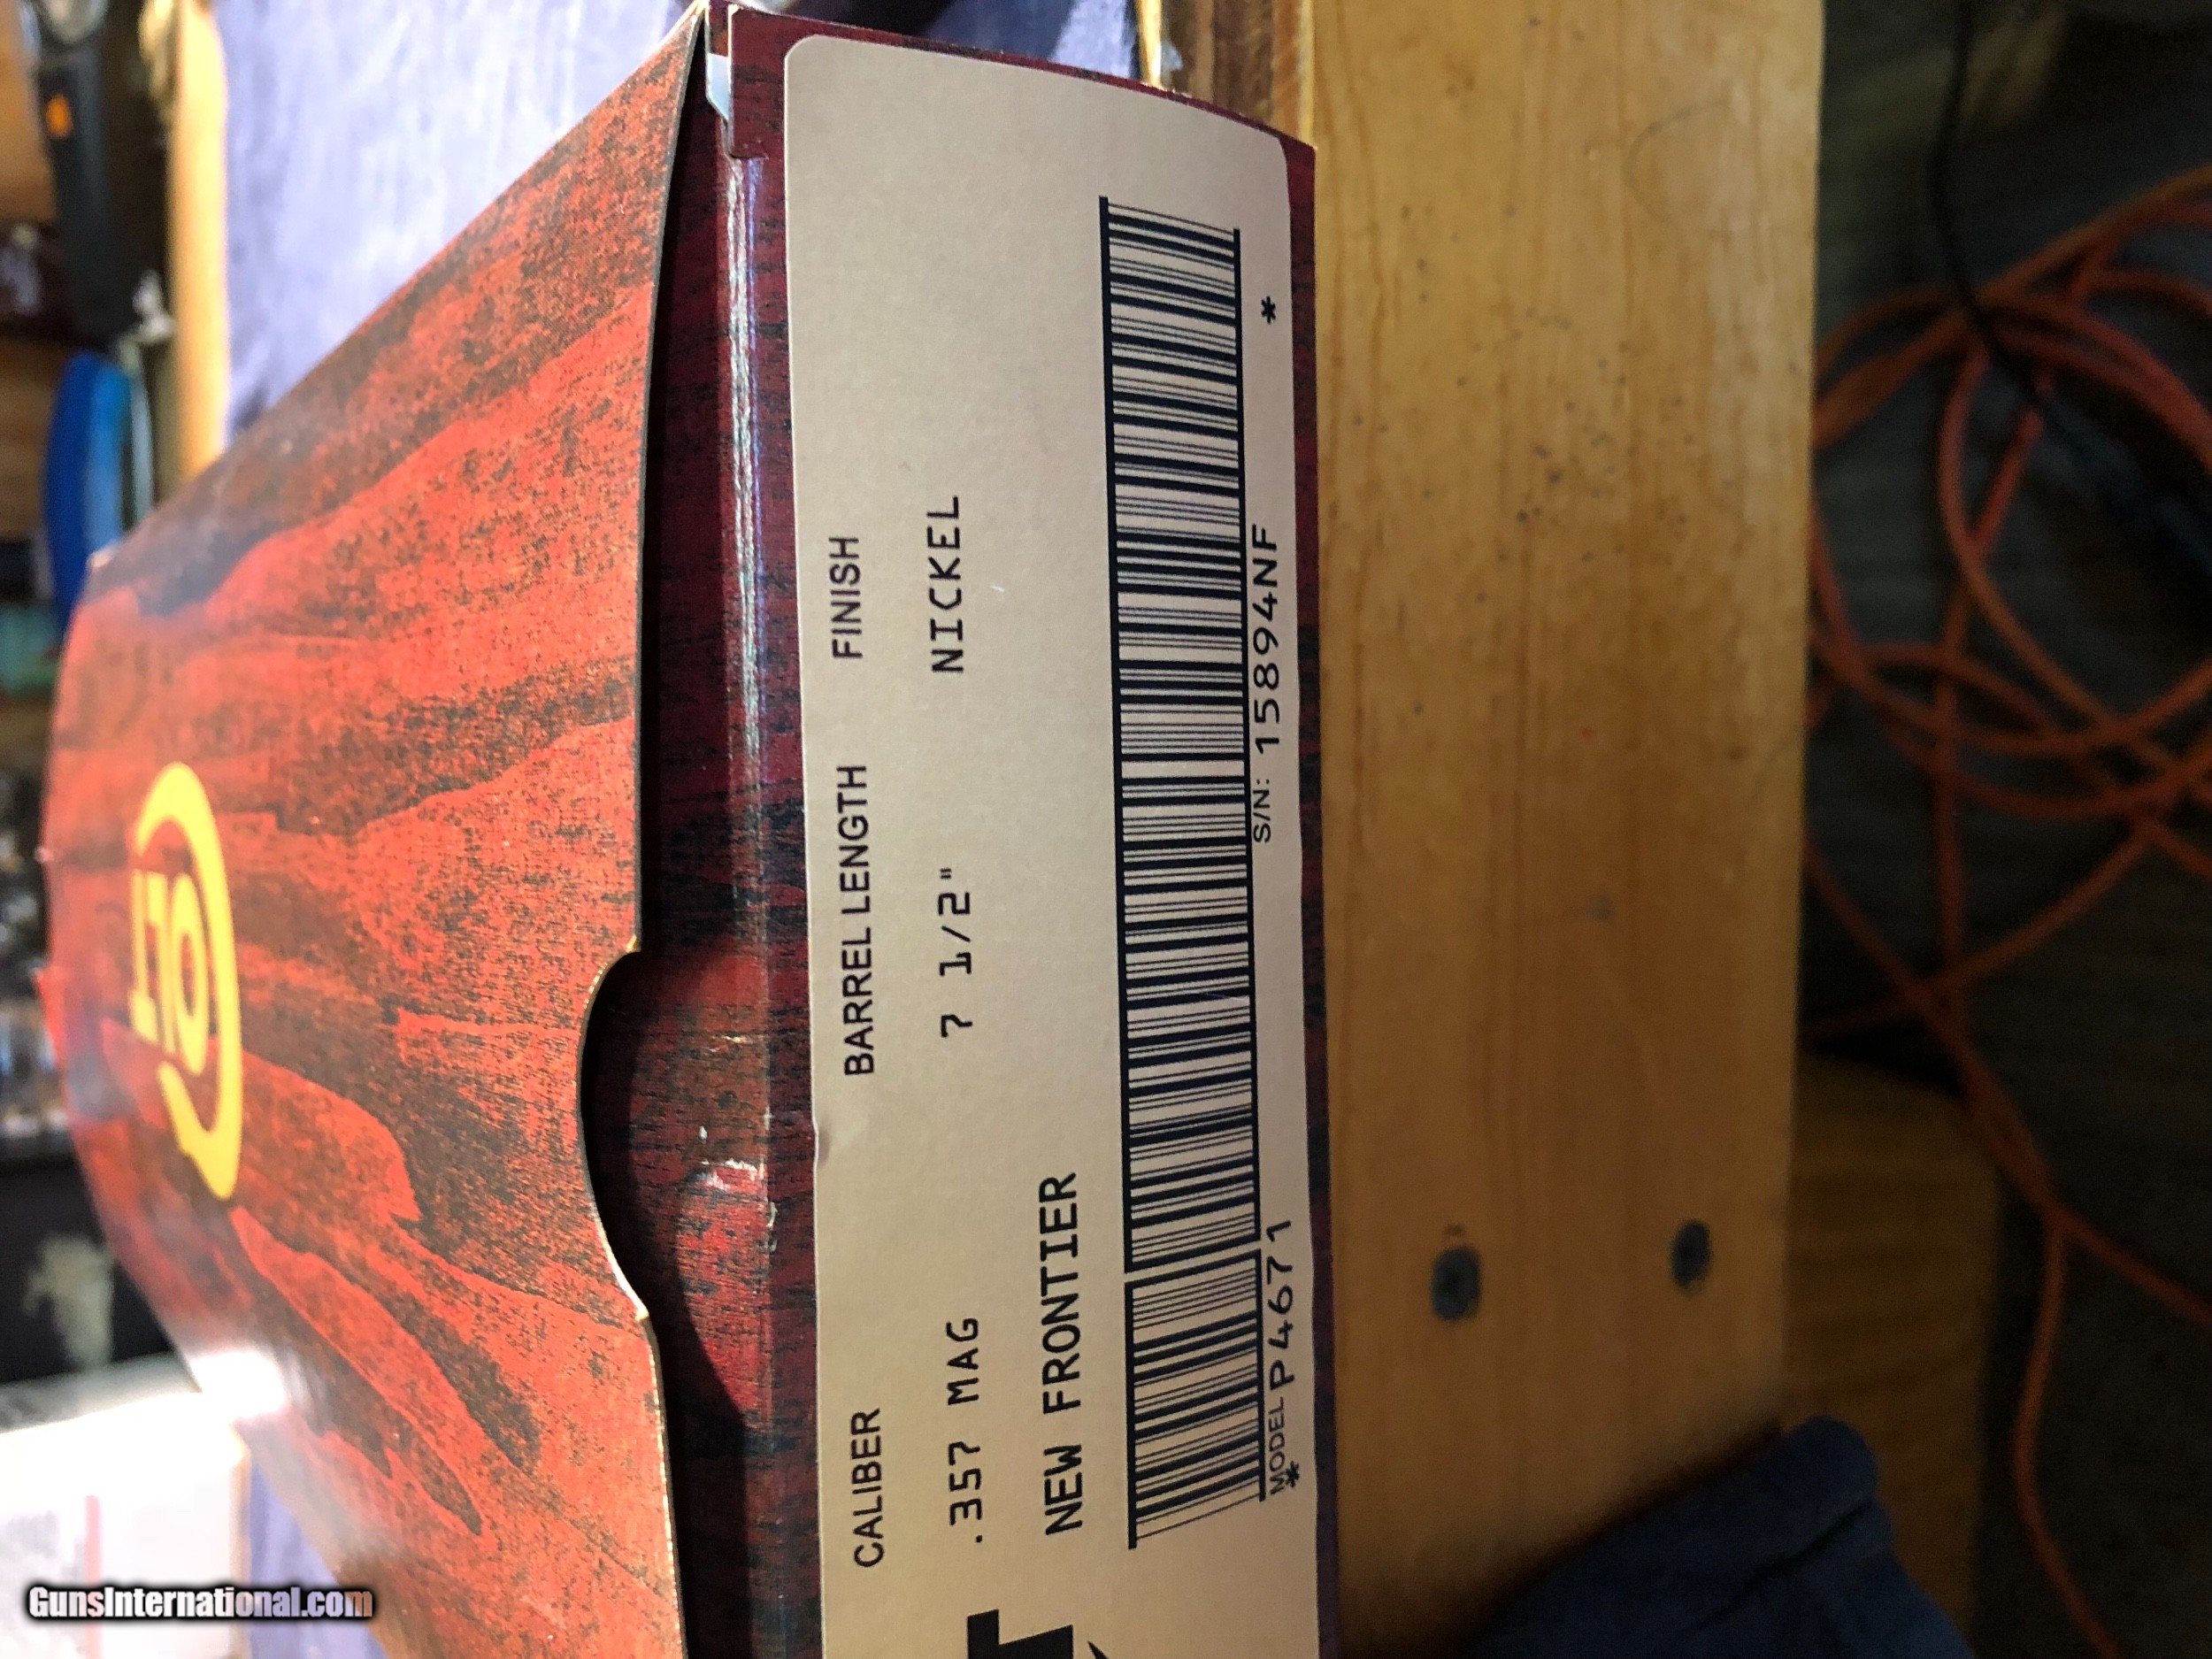 COLT
CALIBER BARREL LENGTH FINISH
.357 MAG 7 1/2" NICKEL
NEW FRONTIER
* MODEL P4671 S/N: 15894NF *
GunsInternational.com